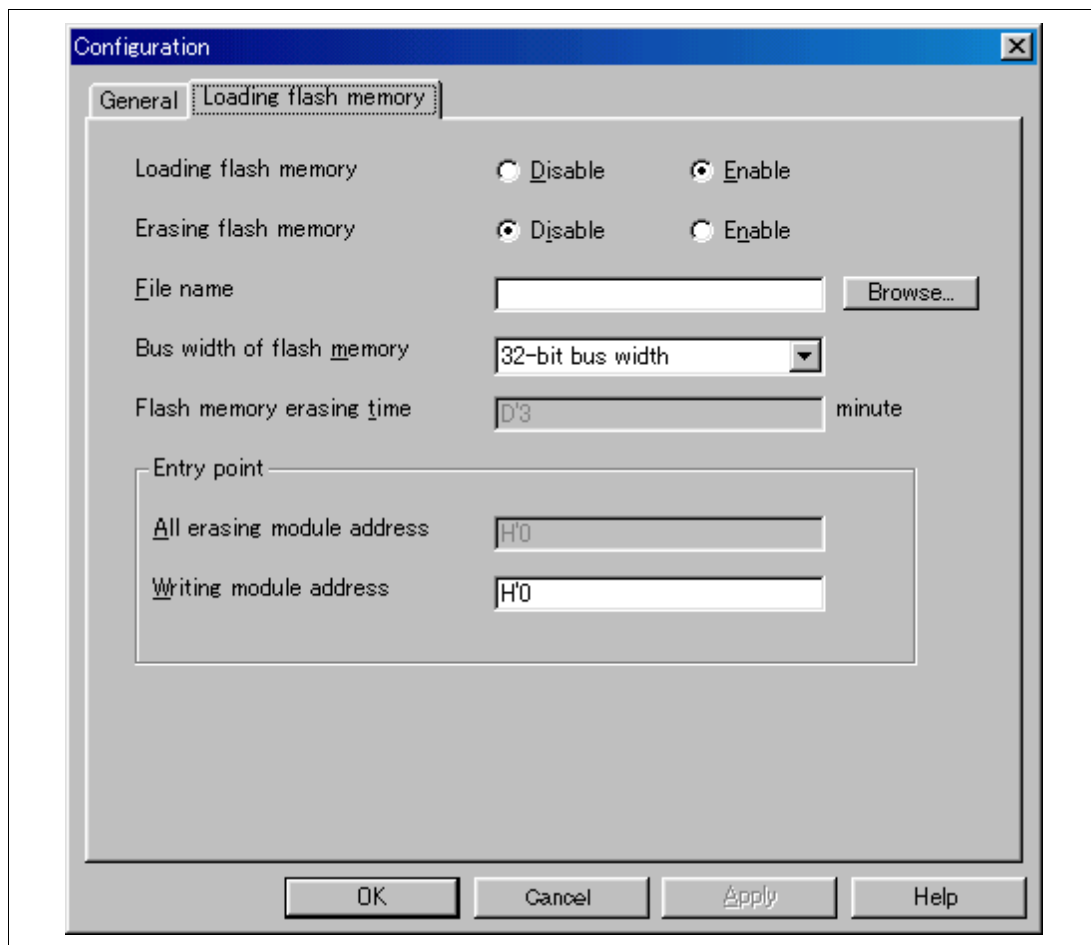 Configuration
General Loading flash memory
Loading flash memory Disable Enable
Erasing flash memory Disable Enable
File name Browse...
Bus width of flash memory 32-bit bus width
Flash memory erasing time D'3 minute
Entry point
All erasing module address H'0
Writing module address H'0
OK Cancel Apply Help